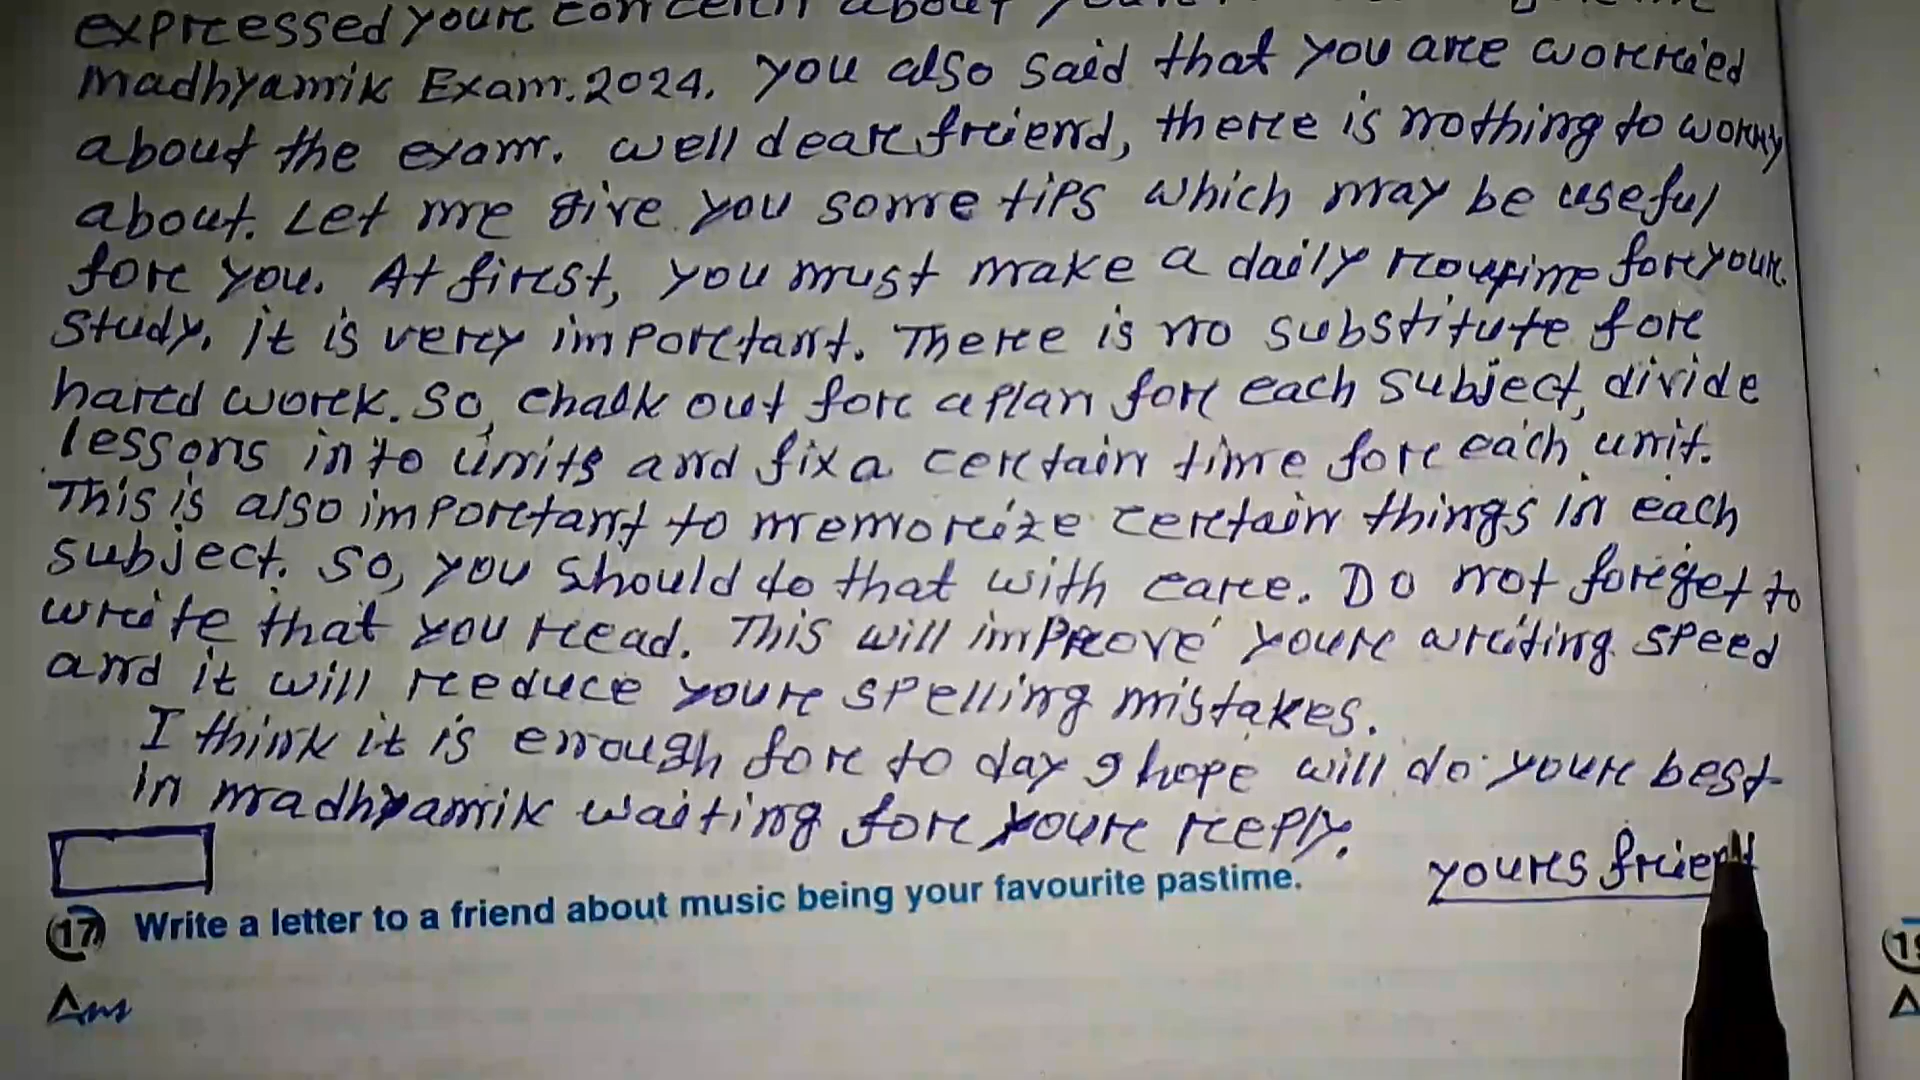 expressed your concern about
Madhyamik Exam. 2024. you also said that you are worried
about the exam. well dear friend, there is nothing to worry
about. Let me give you some tips which may be useful
for you. At first, you must make a daily routine for your
study. it is very important. There is no substitute for
hard work. So, chalk out for a plan for each subject, divide
lessons into units and fix a certain time for each unit.
This is also important to memorize certain things in each
subject. So, you should do that with care. Do not forget to
write that you read. This will improve your writing speed
and it will reduce your spelling mistakes.
I think it is enough for to day I hope will do your best
in madhyamik waiting for your reply.
yours friend
17 Write a letter to a friend about music being your favourite pastime.
Ans